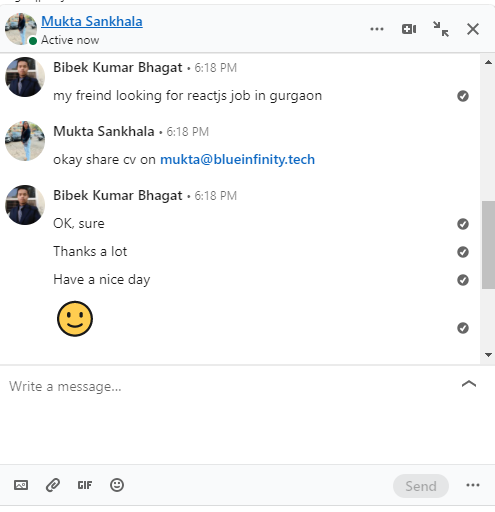 Mukta Sankhala
Active now
Bibek Kumar Bhagat • 6:18 PM
my freind looking for reactjs job in gurgaon
Mukta Sankhala • 6:18 PM
okay share cv on mukta@blueinfinity.tech
Bibek Kumar Bhagat • 6:18 PM
OK, sure
Thanks a lot
Have a nice day
Write a message...
GIF
Send